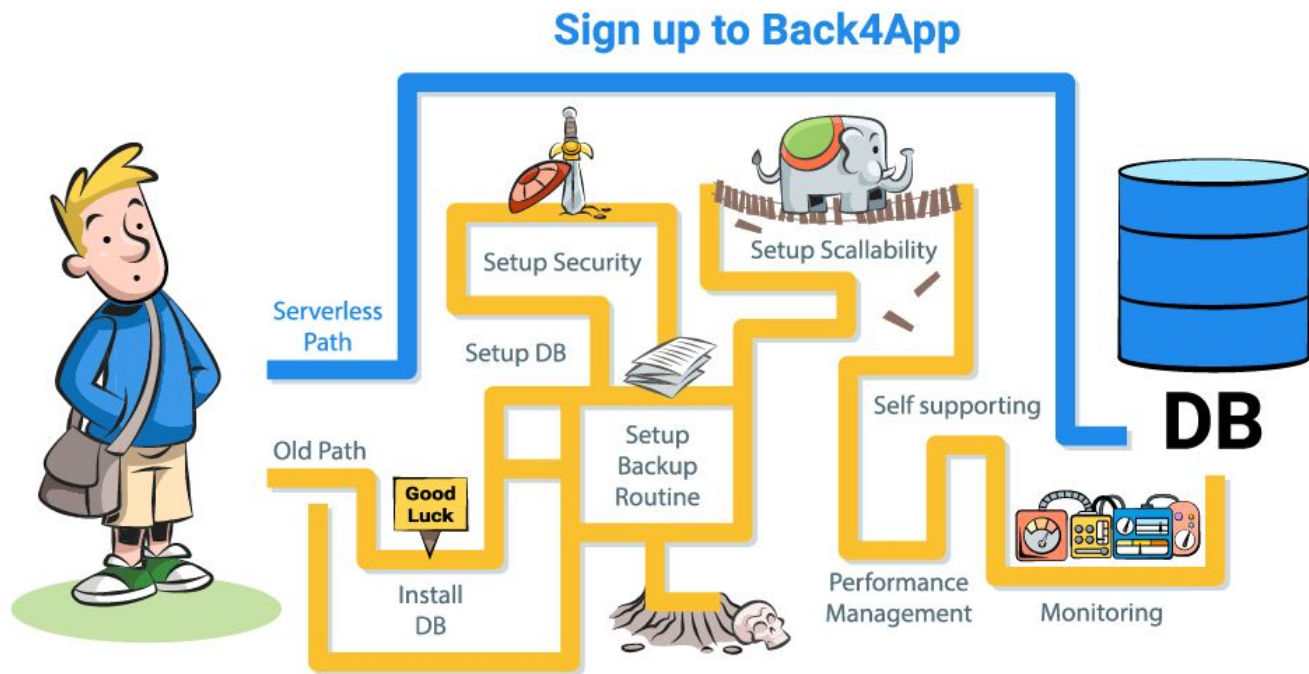 Sign up to Back4App
Setup Security
Setup Scallability
Serverless
Path
Setup DB
Self supporting
DB
Old Path
Setup
Backup
Routine
Good
Luck
Install
DB
Performance
Management
Monitoring